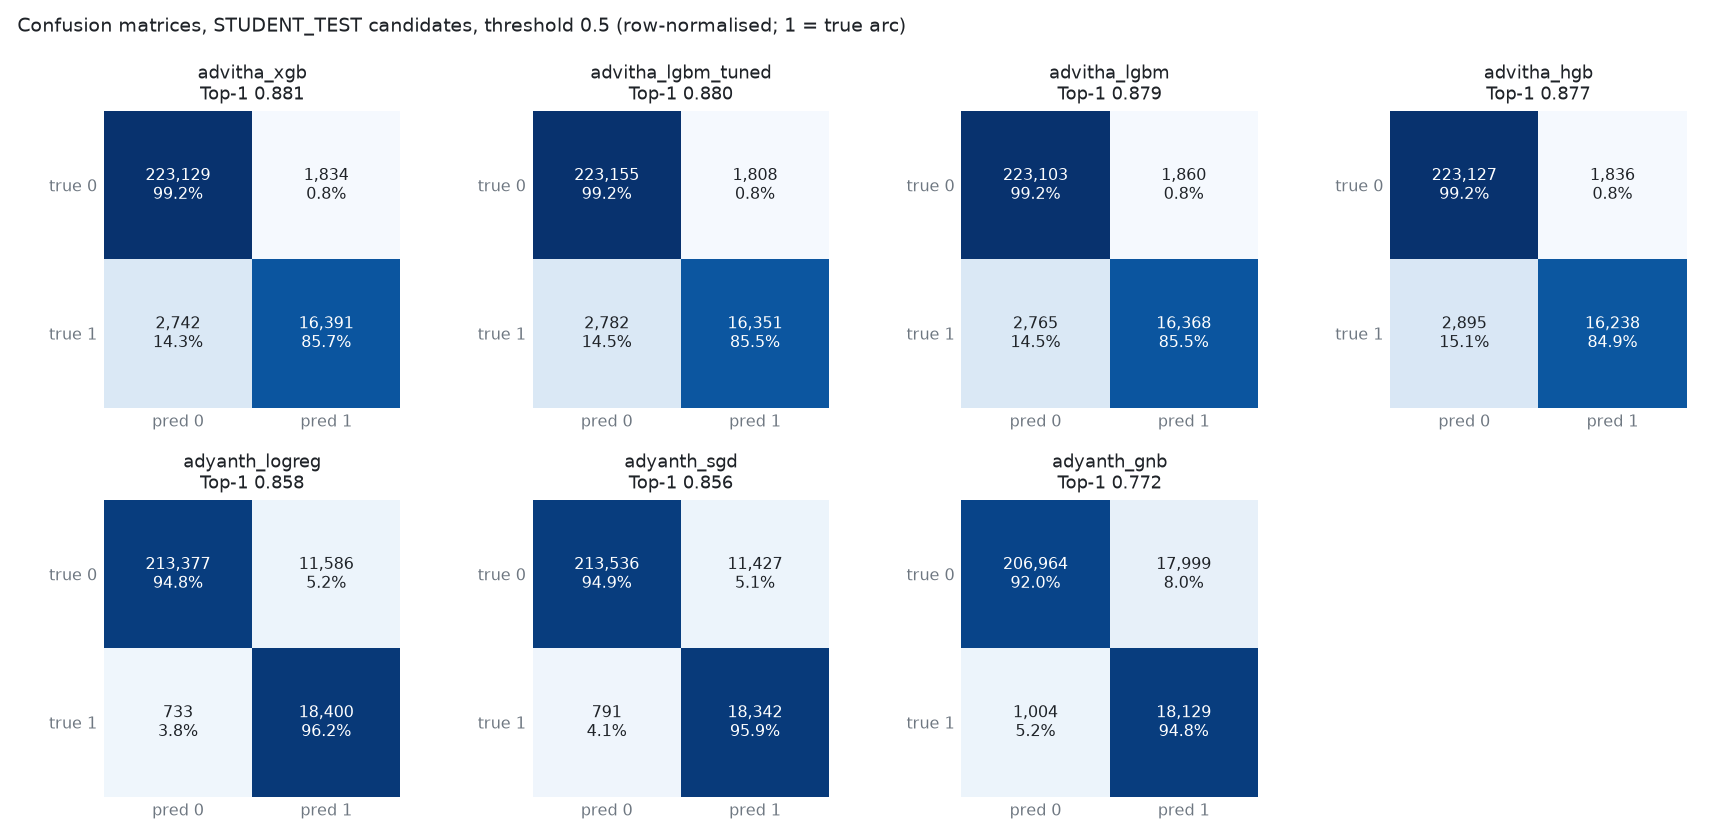 Confusion matrices, STUDENT_TEST candidates, threshold 0.5 (row-normalised; 1 = true arc)
advitha_xgb
Top-1 0.881
true 0
223,129
99.2%
1,834
0.8%
true 1
2,742
14.3%
16,391
85.7%
pred 0
pred 1
advitha_lgbm_tuned
Top-1 0.880
true 0
223,155
99.2%
1,808
0.8%
true 1
2,782
14.5%
16,351
85.5%
pred 0
pred 1
advitha_lgbm
Top-1 0.879
true 0
223,103
99.2%
1,860
0.8%
true 1
2,765
14.5%
16,368
85.5%
pred 0
pred 1
advitha_hgb
Top-1 0.877
true 0
223,127
99.2%
1,836
0.8%
true 1
2,895
15.1%
16,238
84.9%
pred 0
pred 1
adyanth_logreg
Top-1 0.858
true 0
213,377
94.8%
11,586
5.2%
true 1
733
3.8%
18,400
96.2%
pred 0
pred 1
adyanth_sgd
Top-1 0.856
true 0
213,536
94.9%
11,427
5.1%
true 1
791
4.1%
18,342
95.9%
pred 0
pred 1
adyanth_gnb
Top-1 0.772
true 0
206,964
92.0%
17,999
8.0%
true 1
1,004
5.2%
18,129
94.8%
pred 0
pred 1